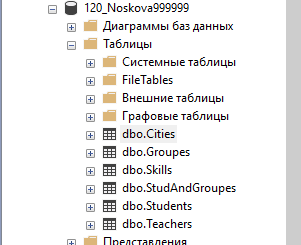 120_Noskova999999
Диаграммы баз данных
Таблицы
Системные таблицы
FileTables
Внешние таблицы
Графовые таблицы
dbo.Cities
dbo.Groupes
dbo.Skills
dbo.StudAndGroupes
dbo.Students
dbo.Teachers
Представления